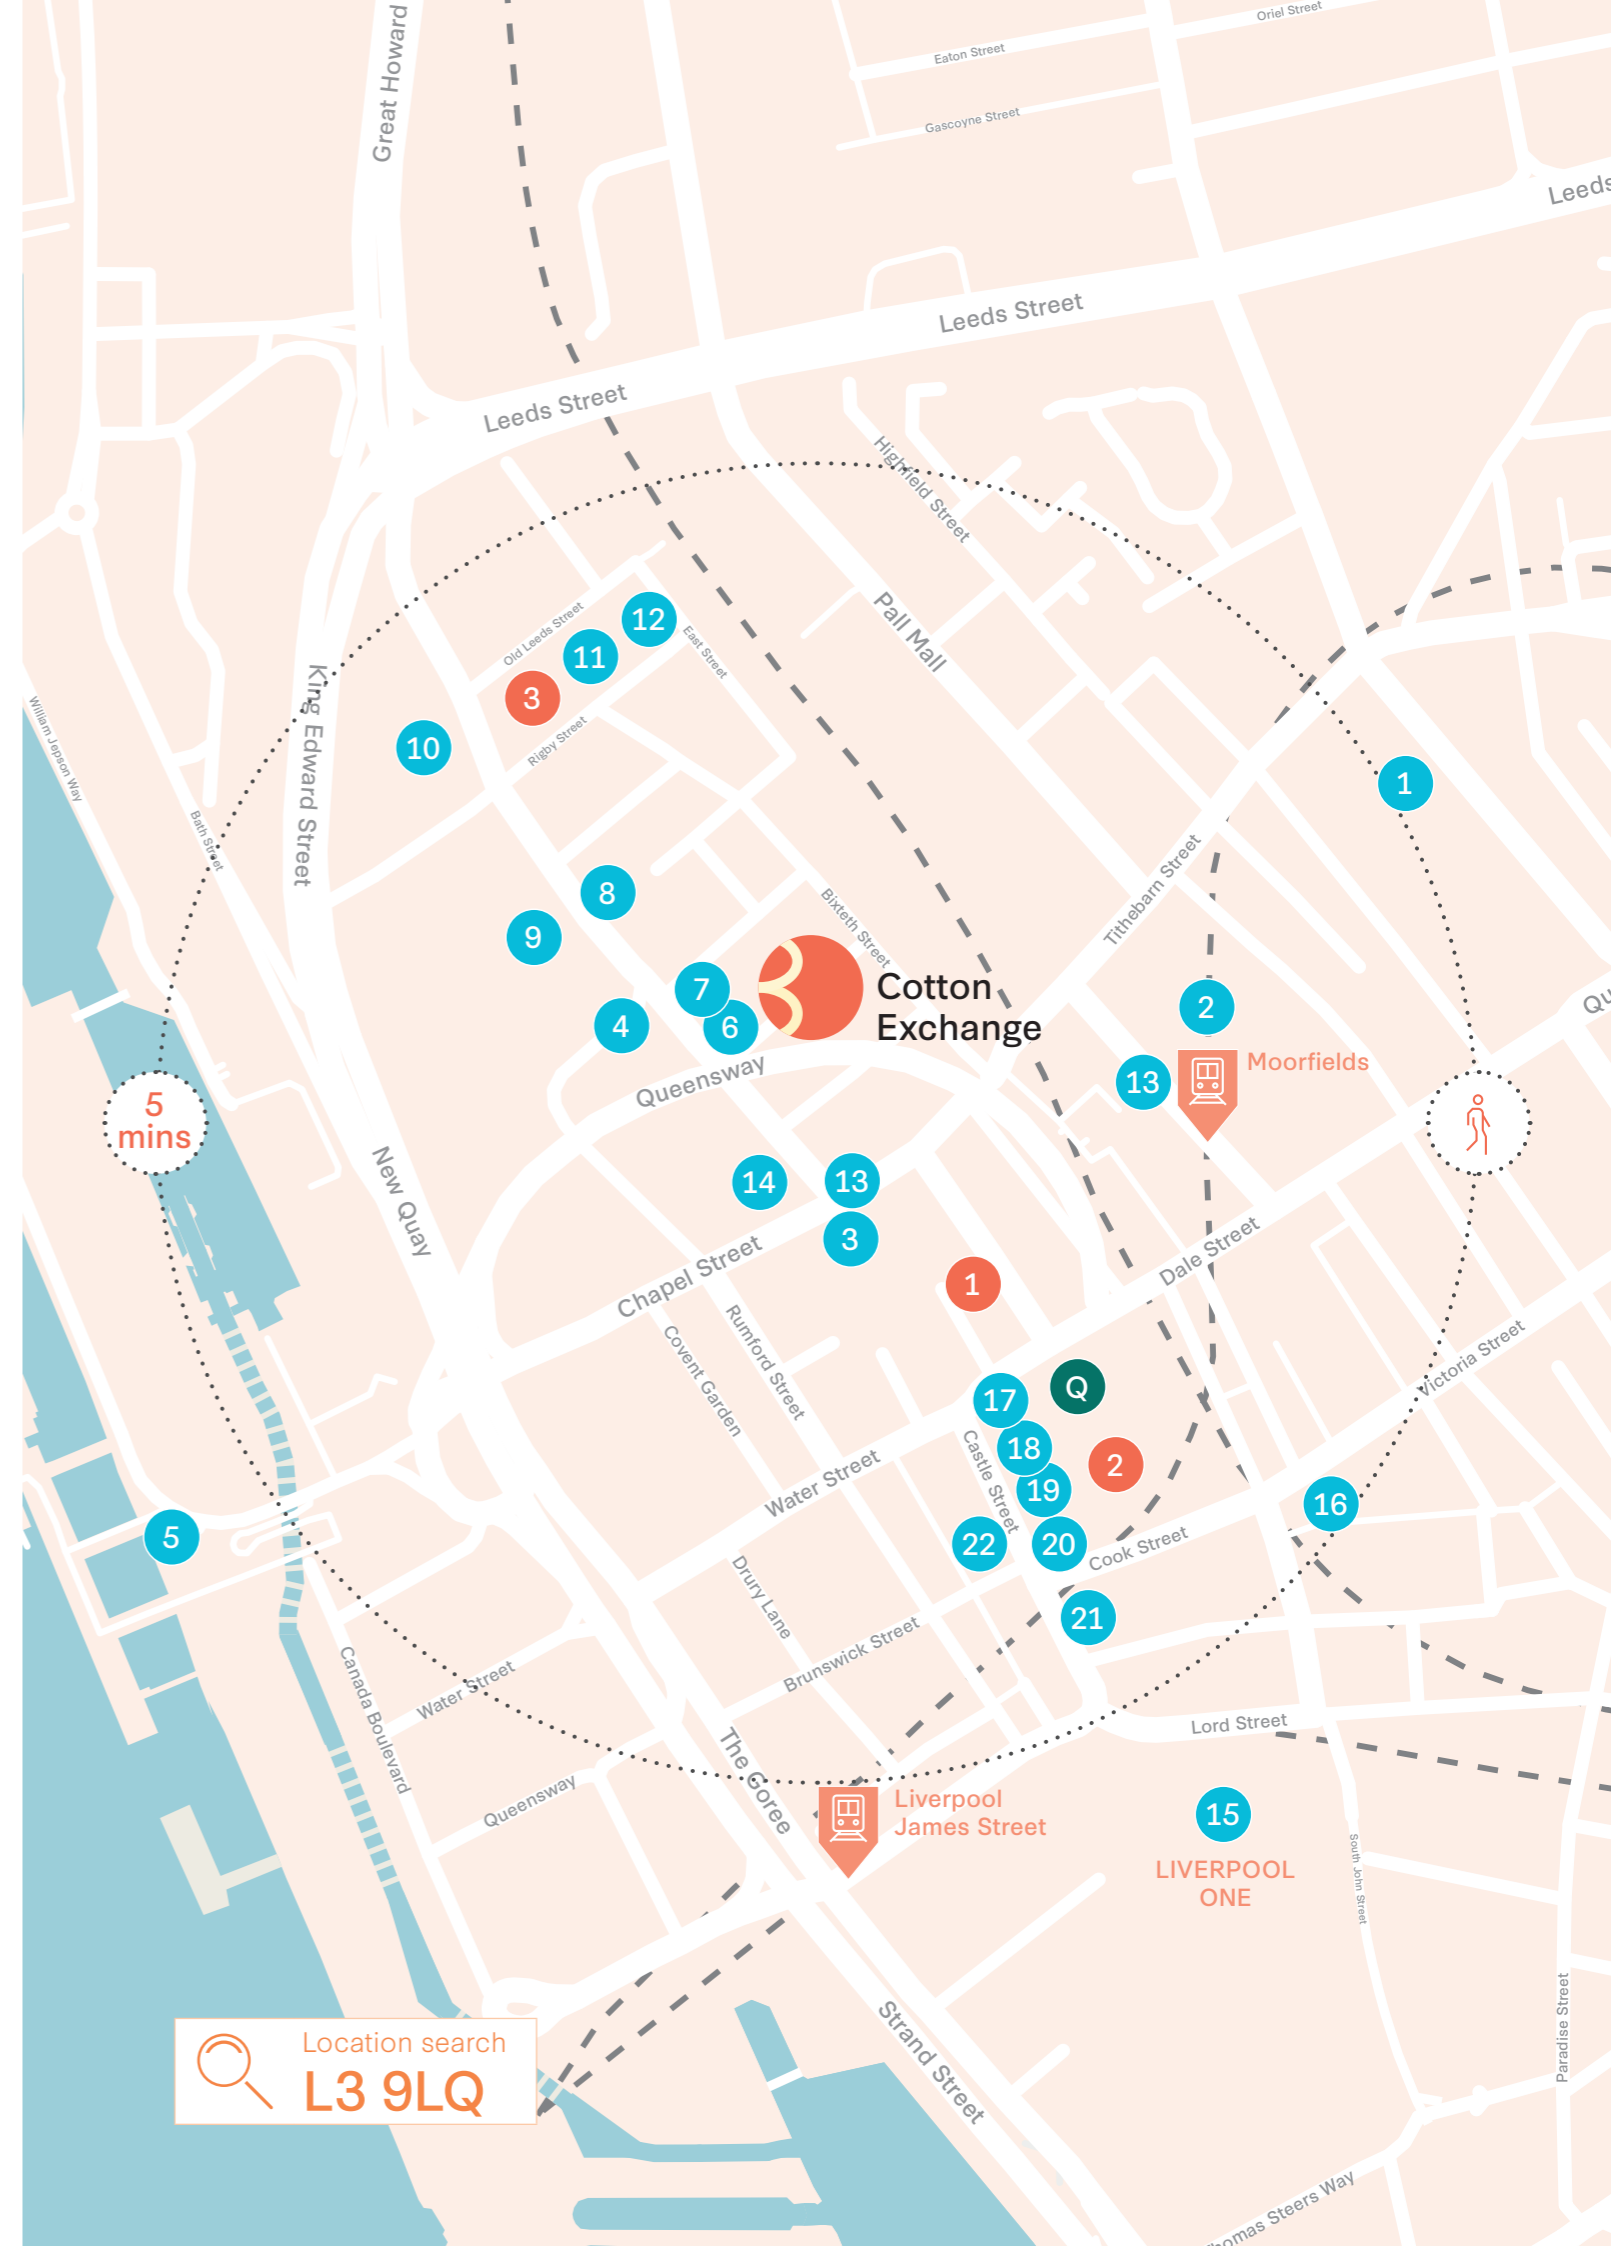 Great Howard
Oriel Street
Eaton Street
Gascoyne Street
Leeds
Leeds Street
Leeds Street
Highfield Street
Pall Mall
Old Leeds Street
East Street
12
11
3
10
Rigby Street
King Edward Street
William Jepson Way
Bath Street
1
Tithebarn Street
8
9
Bixteth Street
7
6
4
Cotton
Exchange
2
13
Moorfields
Qu
Queensway
5
mins
New Quay
14
13
3
Chapel Street
Dale Street
1
Rumford Street
Covent Garden
Victoria Street
Q
17
18
2
19
Castle Street
Water Street
22
20
16
5
Cook Street
Drury Lane
21
Brunswick Street
Water Street
Canada Boulevard
Lord Street
The Goree
Queensway
Liverpool
James Street
15
LIVERPOOL
ONE
South John Street
Paradise Street
Strand Street
Location search
L3 9LQ
homas Steers Way